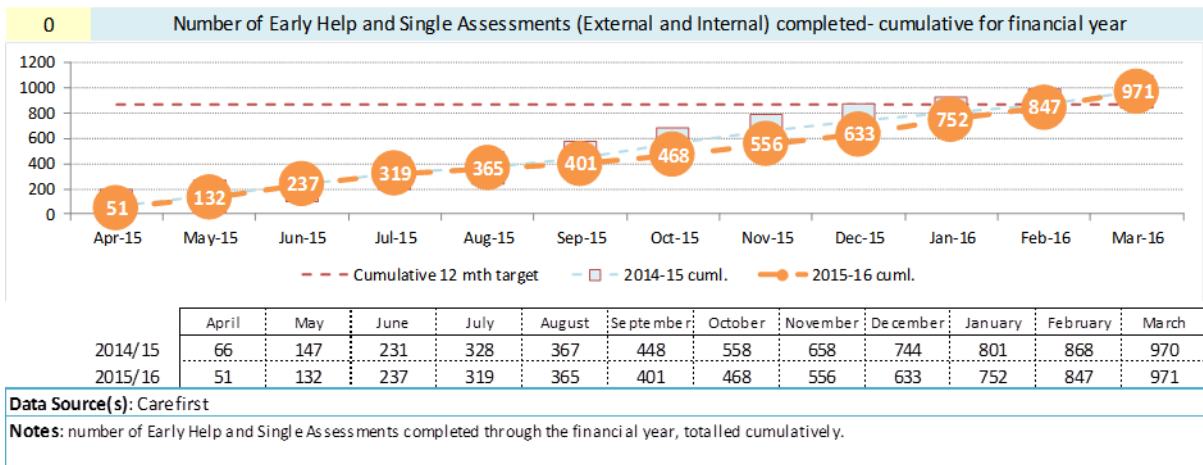 0 Number of Early Help and Single Assessments (External and Internal) completed- cumulative for financial year
1200
1000
800
600
400
200
0
51 132 237 319 365 401 468 556 633 752 847 971
Apr-15 May-15 Jun-15 Jul-15 Aug-15 Sep-15 Oct-15 Nov-15 Dec-15 Jan-16 Feb-16 Mar-16
Cumulative 12 mth target 2014-15 cuml. 2015-16 cuml.
April May June July August September October November December January February March
2014/15 66 147 231 328 367 448 558 658 744 801 868 970
2015/16 51 132 237 319 365 401 468 556 633 752 847 971
Data Source(s): Carefirst
Notes: number of Early Help and Single Assessments completed through the financial year, totalled cumulatively.